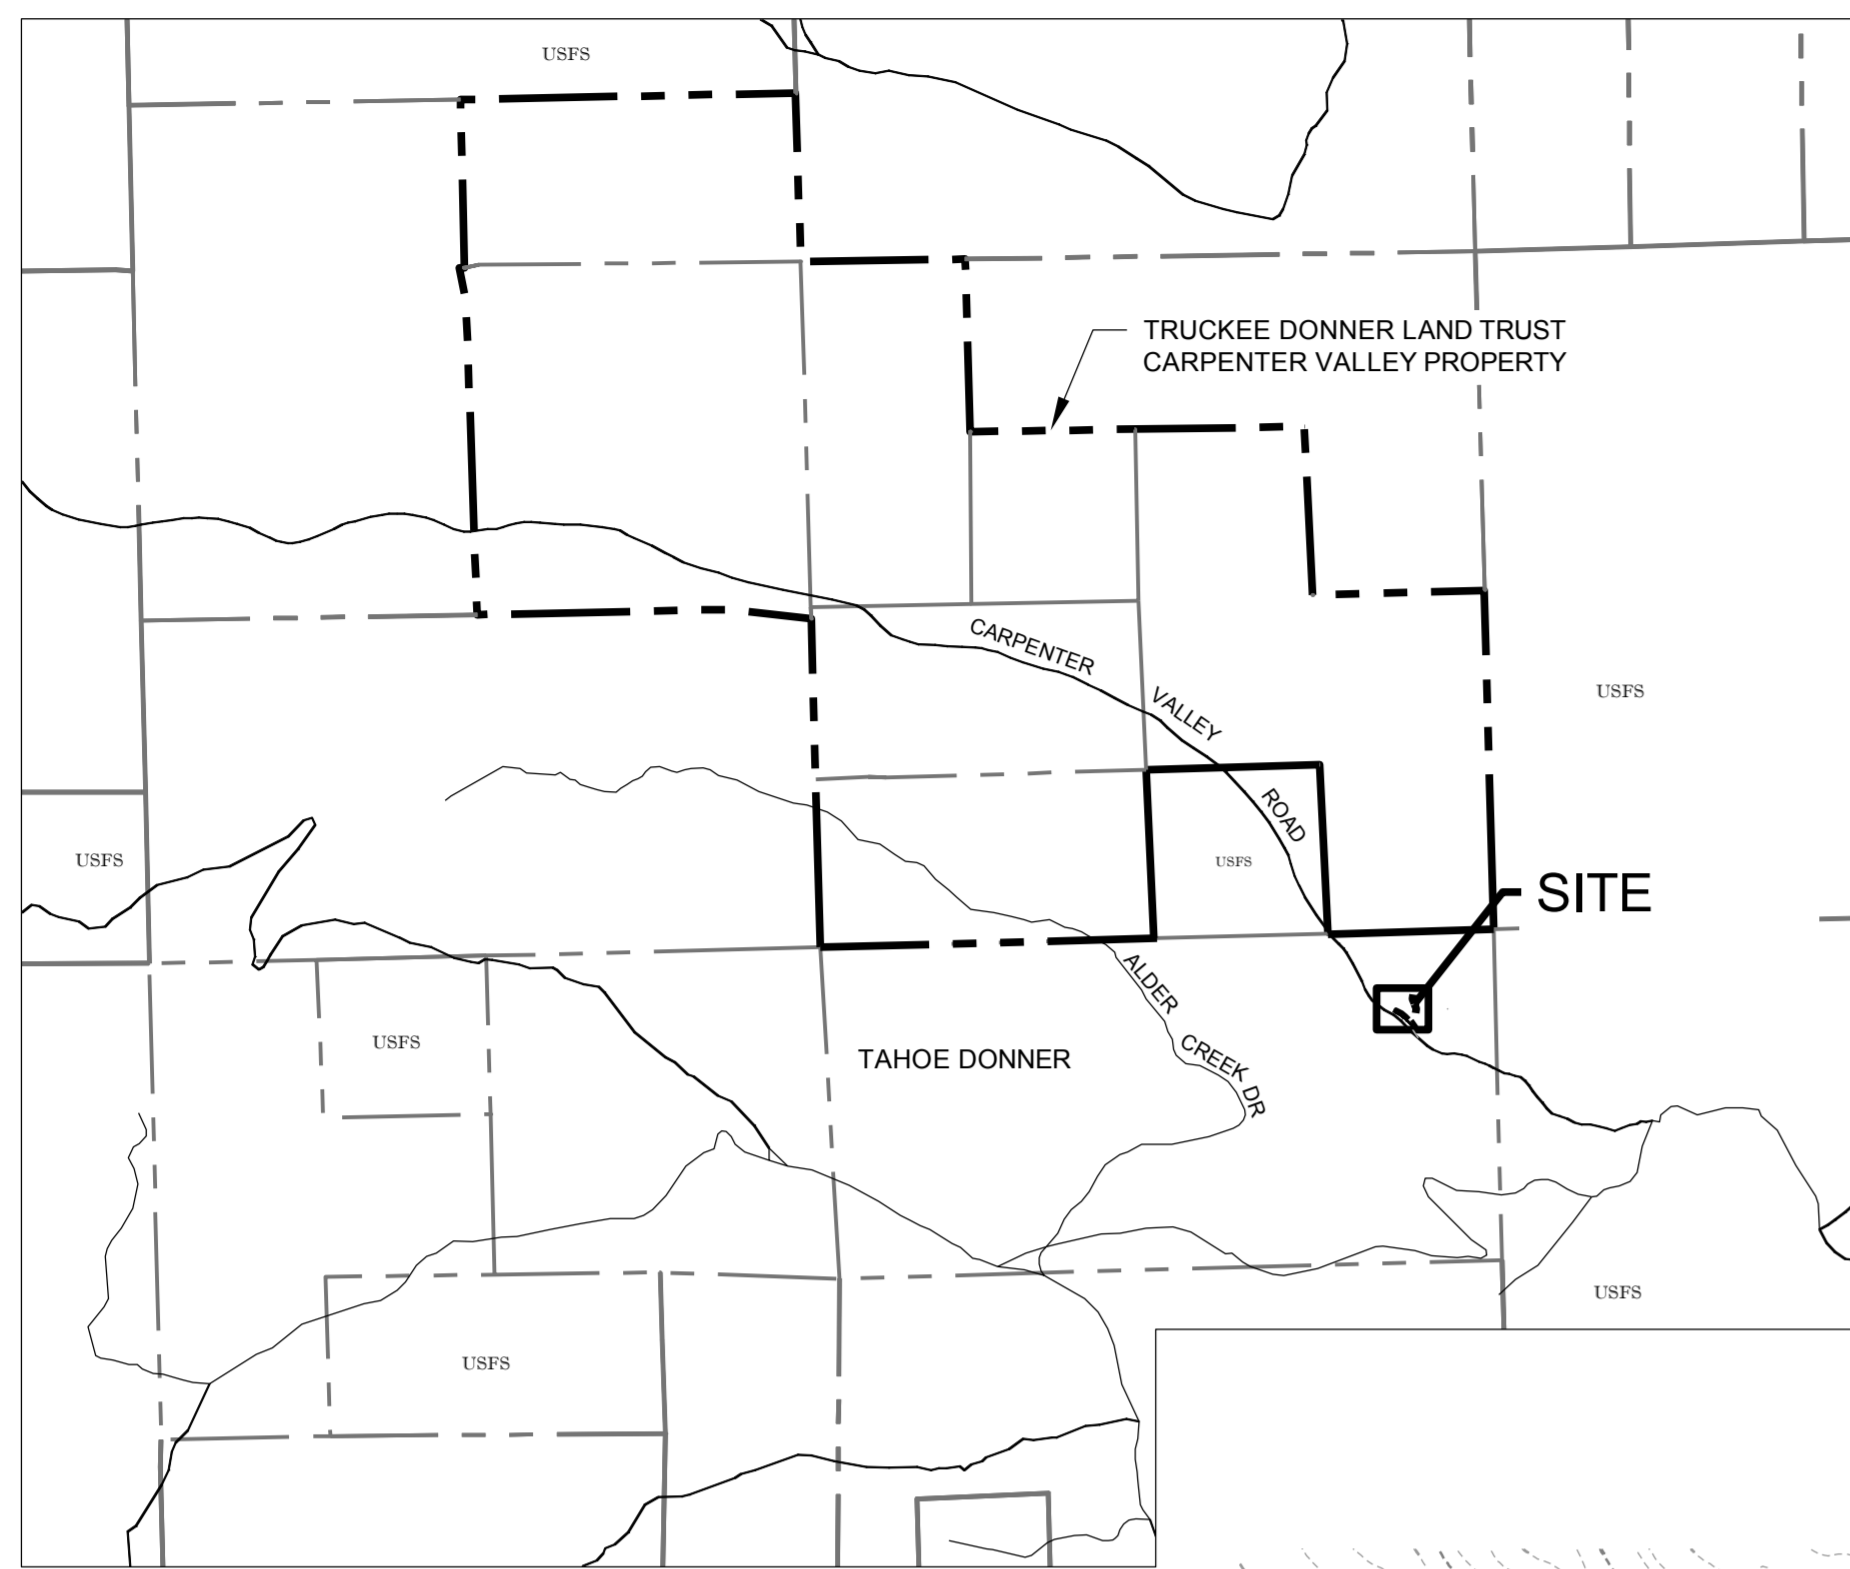 USFS
TRUCKEE DONNER LAND TRUST
CARPENTER VALLEY PROPERTY
CARPENTER
VALLEY
ROAD
USFS
USFS
USFS
SITE
ALDER
CREEK DR
USFS
TAHOE DONNER
USFS
USFS